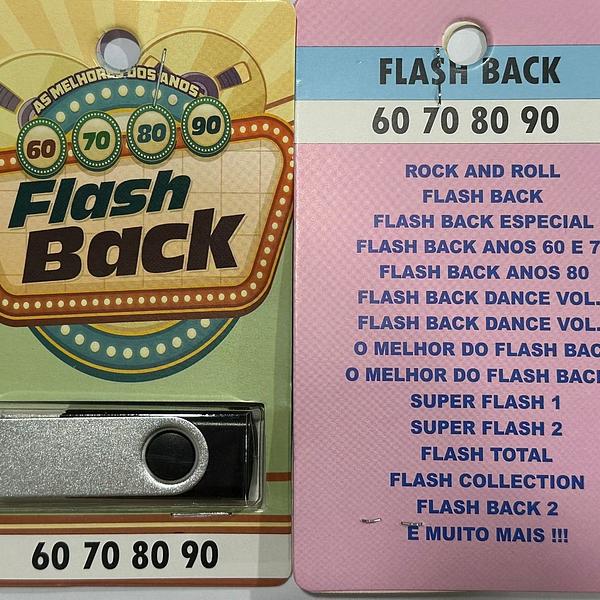 AS MELHORES DOS ANOS
60 70 80 90
Flash
Back
60 70 80 90
FLASH BACK
60 70 80 90
ROCK AND ROLL
FLASH BACK
FLASH BACK ESPECIAL
FLASH BACK ANOS 60 E 7
FLASH BACK ANOS 80
FLASH BACK DANCE VOL.
FLASH BACK DANCE VOL.
O MELHOR DO FLASH BAC
O MELHOR DO FLASH BAC
SUPER FLASH 1
SUPER FLASH 2
FLASH TOTAL
FLASH COLLECTION
FLASH BACK 2
E MUITO MAIS !!!